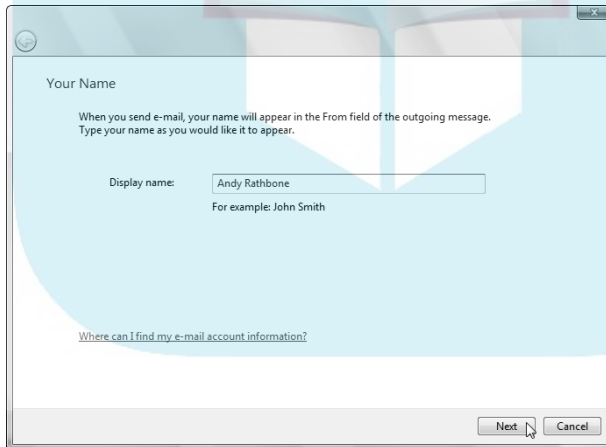 Your Name
When you send e-mail, your name will appear in the From field of the outgoing message.
Type your name as you would like it to appear.
Display name: Andy Rathbone
For example: John Smith
Where can I find my e-mail account information?
Next Cancel